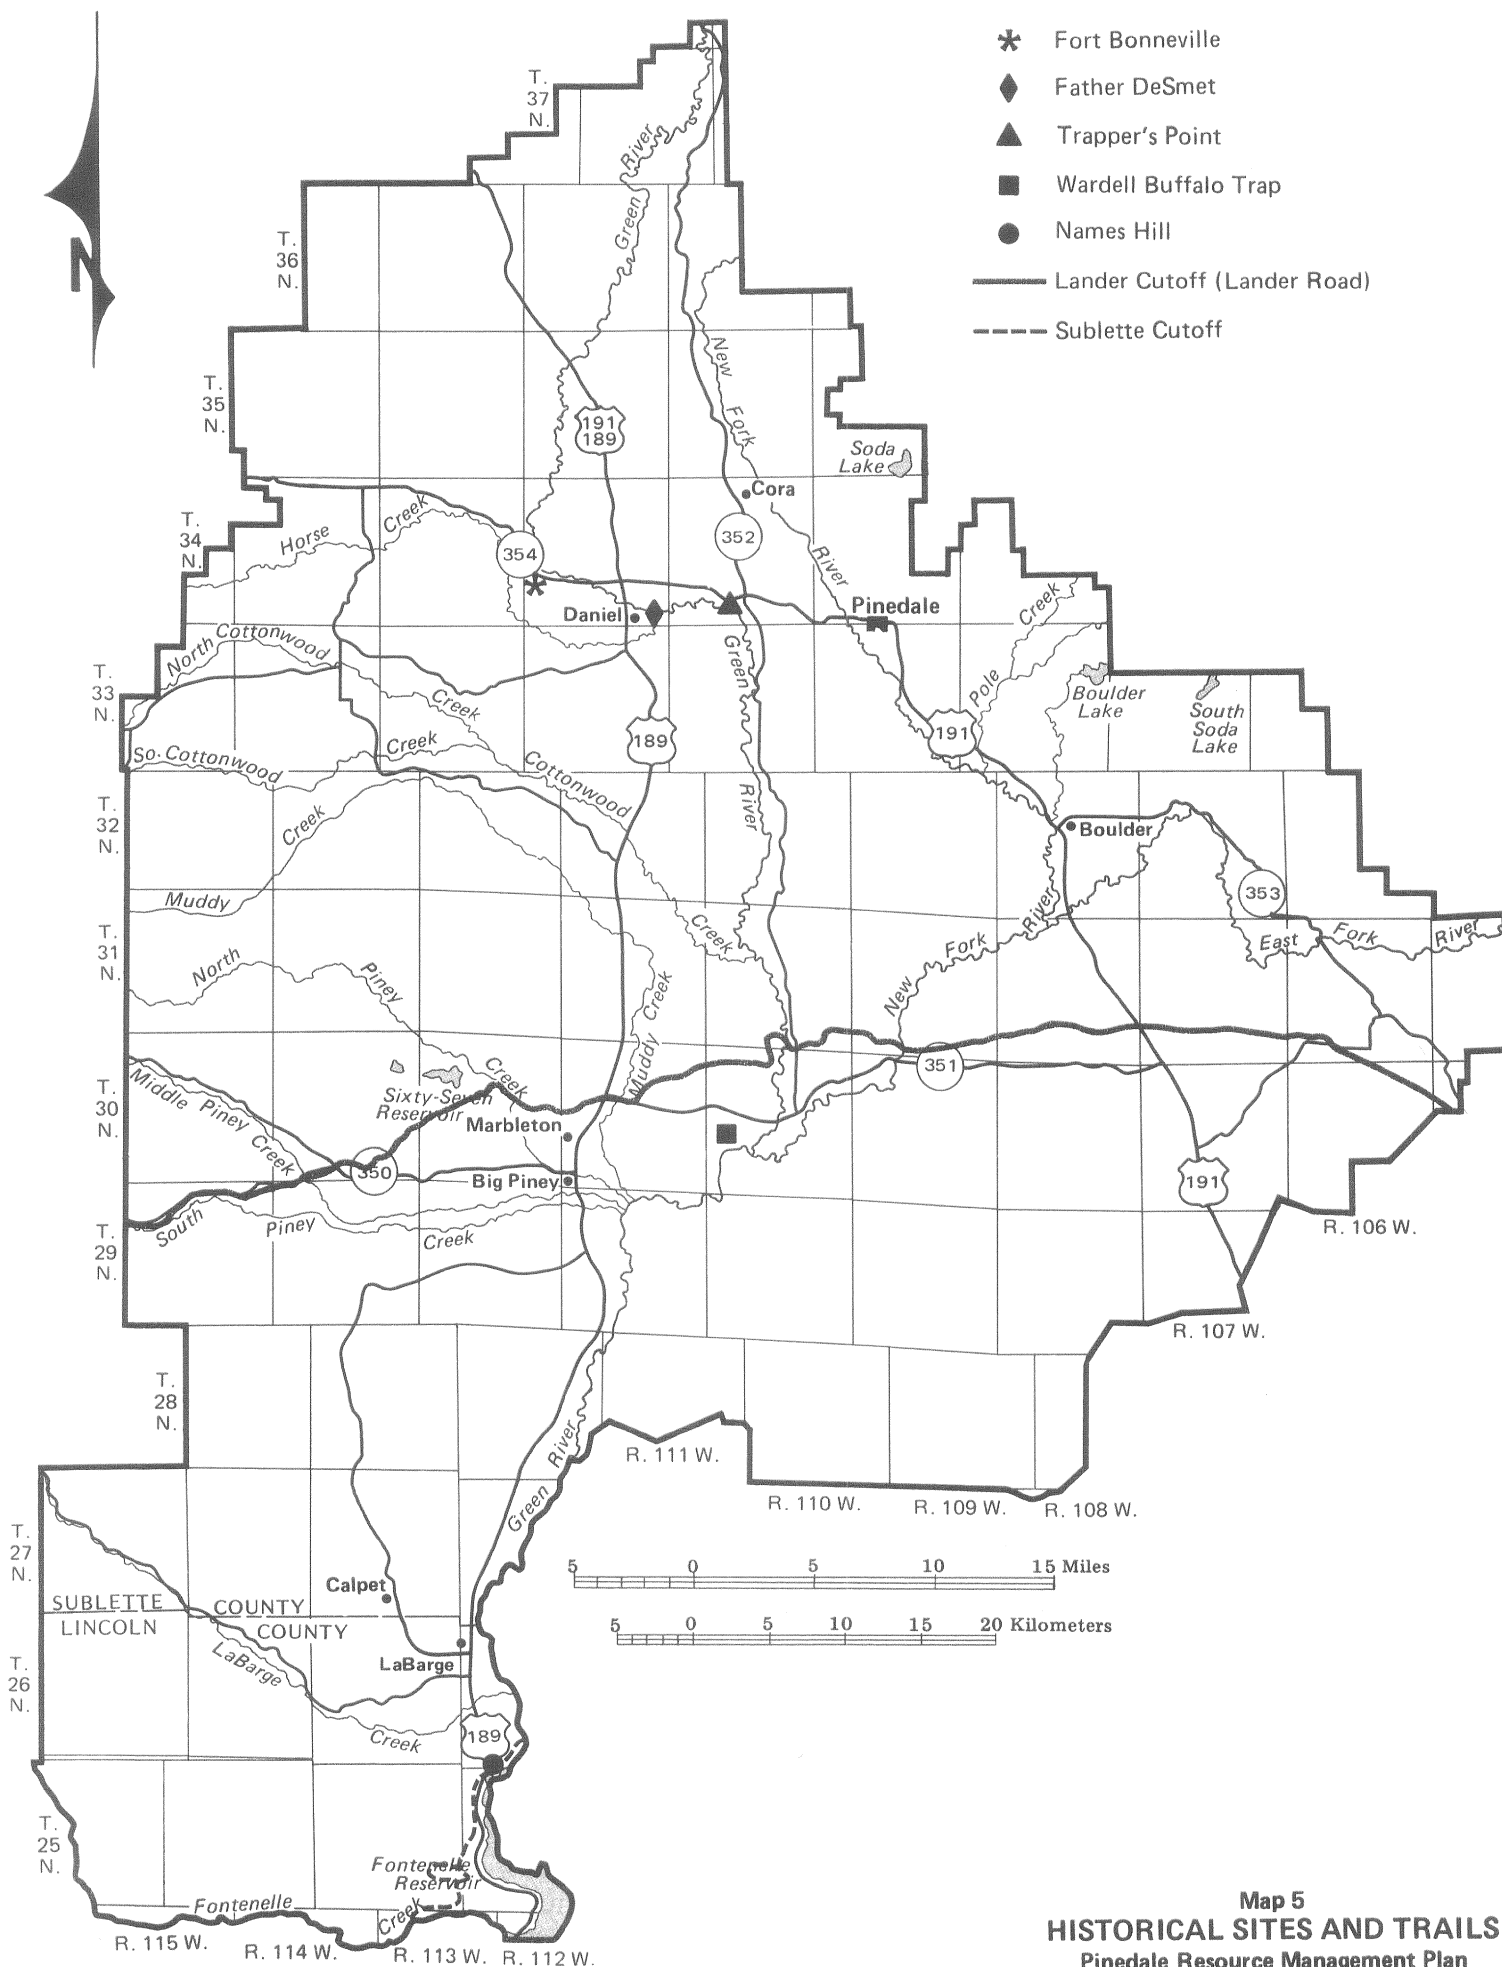 Fort Bonneville
Father DeSmet
Trapper's Point
Wardell Buffalo Trap
Names Hill
Lander Cutoff (Lander Road)
Sublette Cutoff
N
T.
37
N.
T.
36
N.
T.
35
N.
T.
34
N.
T.
33
N.
T.
32
N.
T.
31
N.
T.
30
N.
T.
29
N.
T.
28
N.
T.
27
N.
T.
26
N.
T.
25
N.
Green River
New Fork River
191
189
Soda
Lake
Cora
352
354
Horse Creek
Daniel
Pinedale
North Cottonwood Creek
So. Cottonwood Creek
Cottonwood Creek
189
Green River
Pole Creek
Boulder
Lake
South
Soda
Lake
191
Boulder
353
Muddy Creek
East Fork River
New Fork River
North Piney Creek
Muddy Creek
Sixty-Seven
Reservoir
Middle Piney Creek
Marbleton
351
350
Big Piney
South Piney Creek
191
R. 106 W.
R. 107 W.
R. 111 W.
R. 110 W.
R. 109 W.
R. 108 W.
Green River
5 0 5 10 15 Miles
5 0 5 10 15 20 Kilometers
Calpet
SUBLETTE COUNTY
LINCOLN COUNTY
LaBarge
LaBarge Creek
189
Fontenelle
Reservoir
Fontenelle Creek
R. 115 W.
R. 114 W.
R. 113 W.
R. 112 W.
Map 5
HISTORICAL SITES AND TRAILS
Pinedale Resource Management Plan